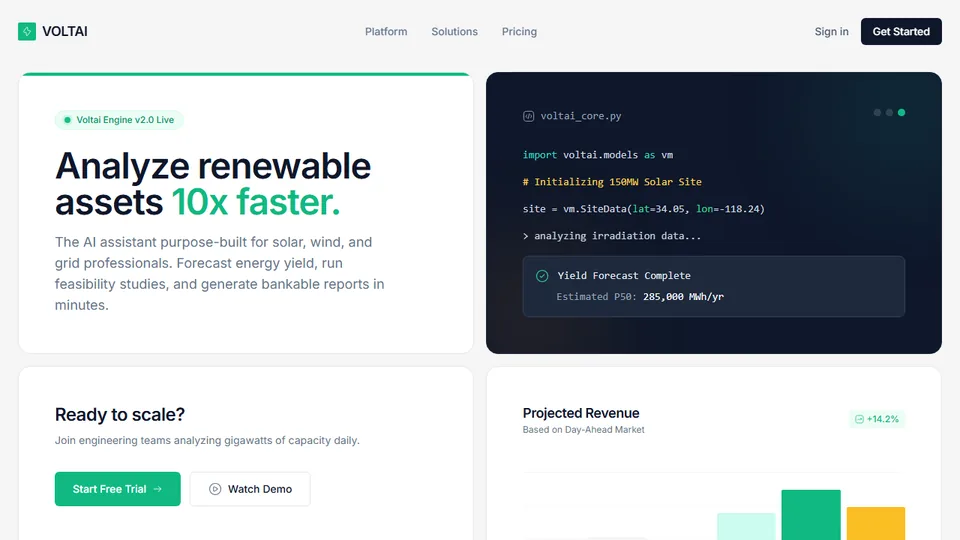 VOLTAI
Platform
Solutions
Pricing
Sign in
Get Started
Voltai Engine v2.0 Live
Analyze renewable
assets 10x faster.
The AI assistant purpose-built for solar, wind, and
grid professionals. Forecast energy yield, run
feasibility studies, and generate bankable reports in
minutes.
voltai_core.py
import voltai.models as vm
# Initializing 150MW Solar Site
site = vm.SiteData(lat=34.05, lon=-118.24)
> analyzing irradiation data...
Yield Forecast Complete
Estimated P50: 285,000 MWh/yr
Ready to scale?
Join engineering teams analyzing gigawatts of capacity daily.
Start Free Trial →
Watch Demo
Projected Revenue
Based on Day-Ahead Market
+14.2%